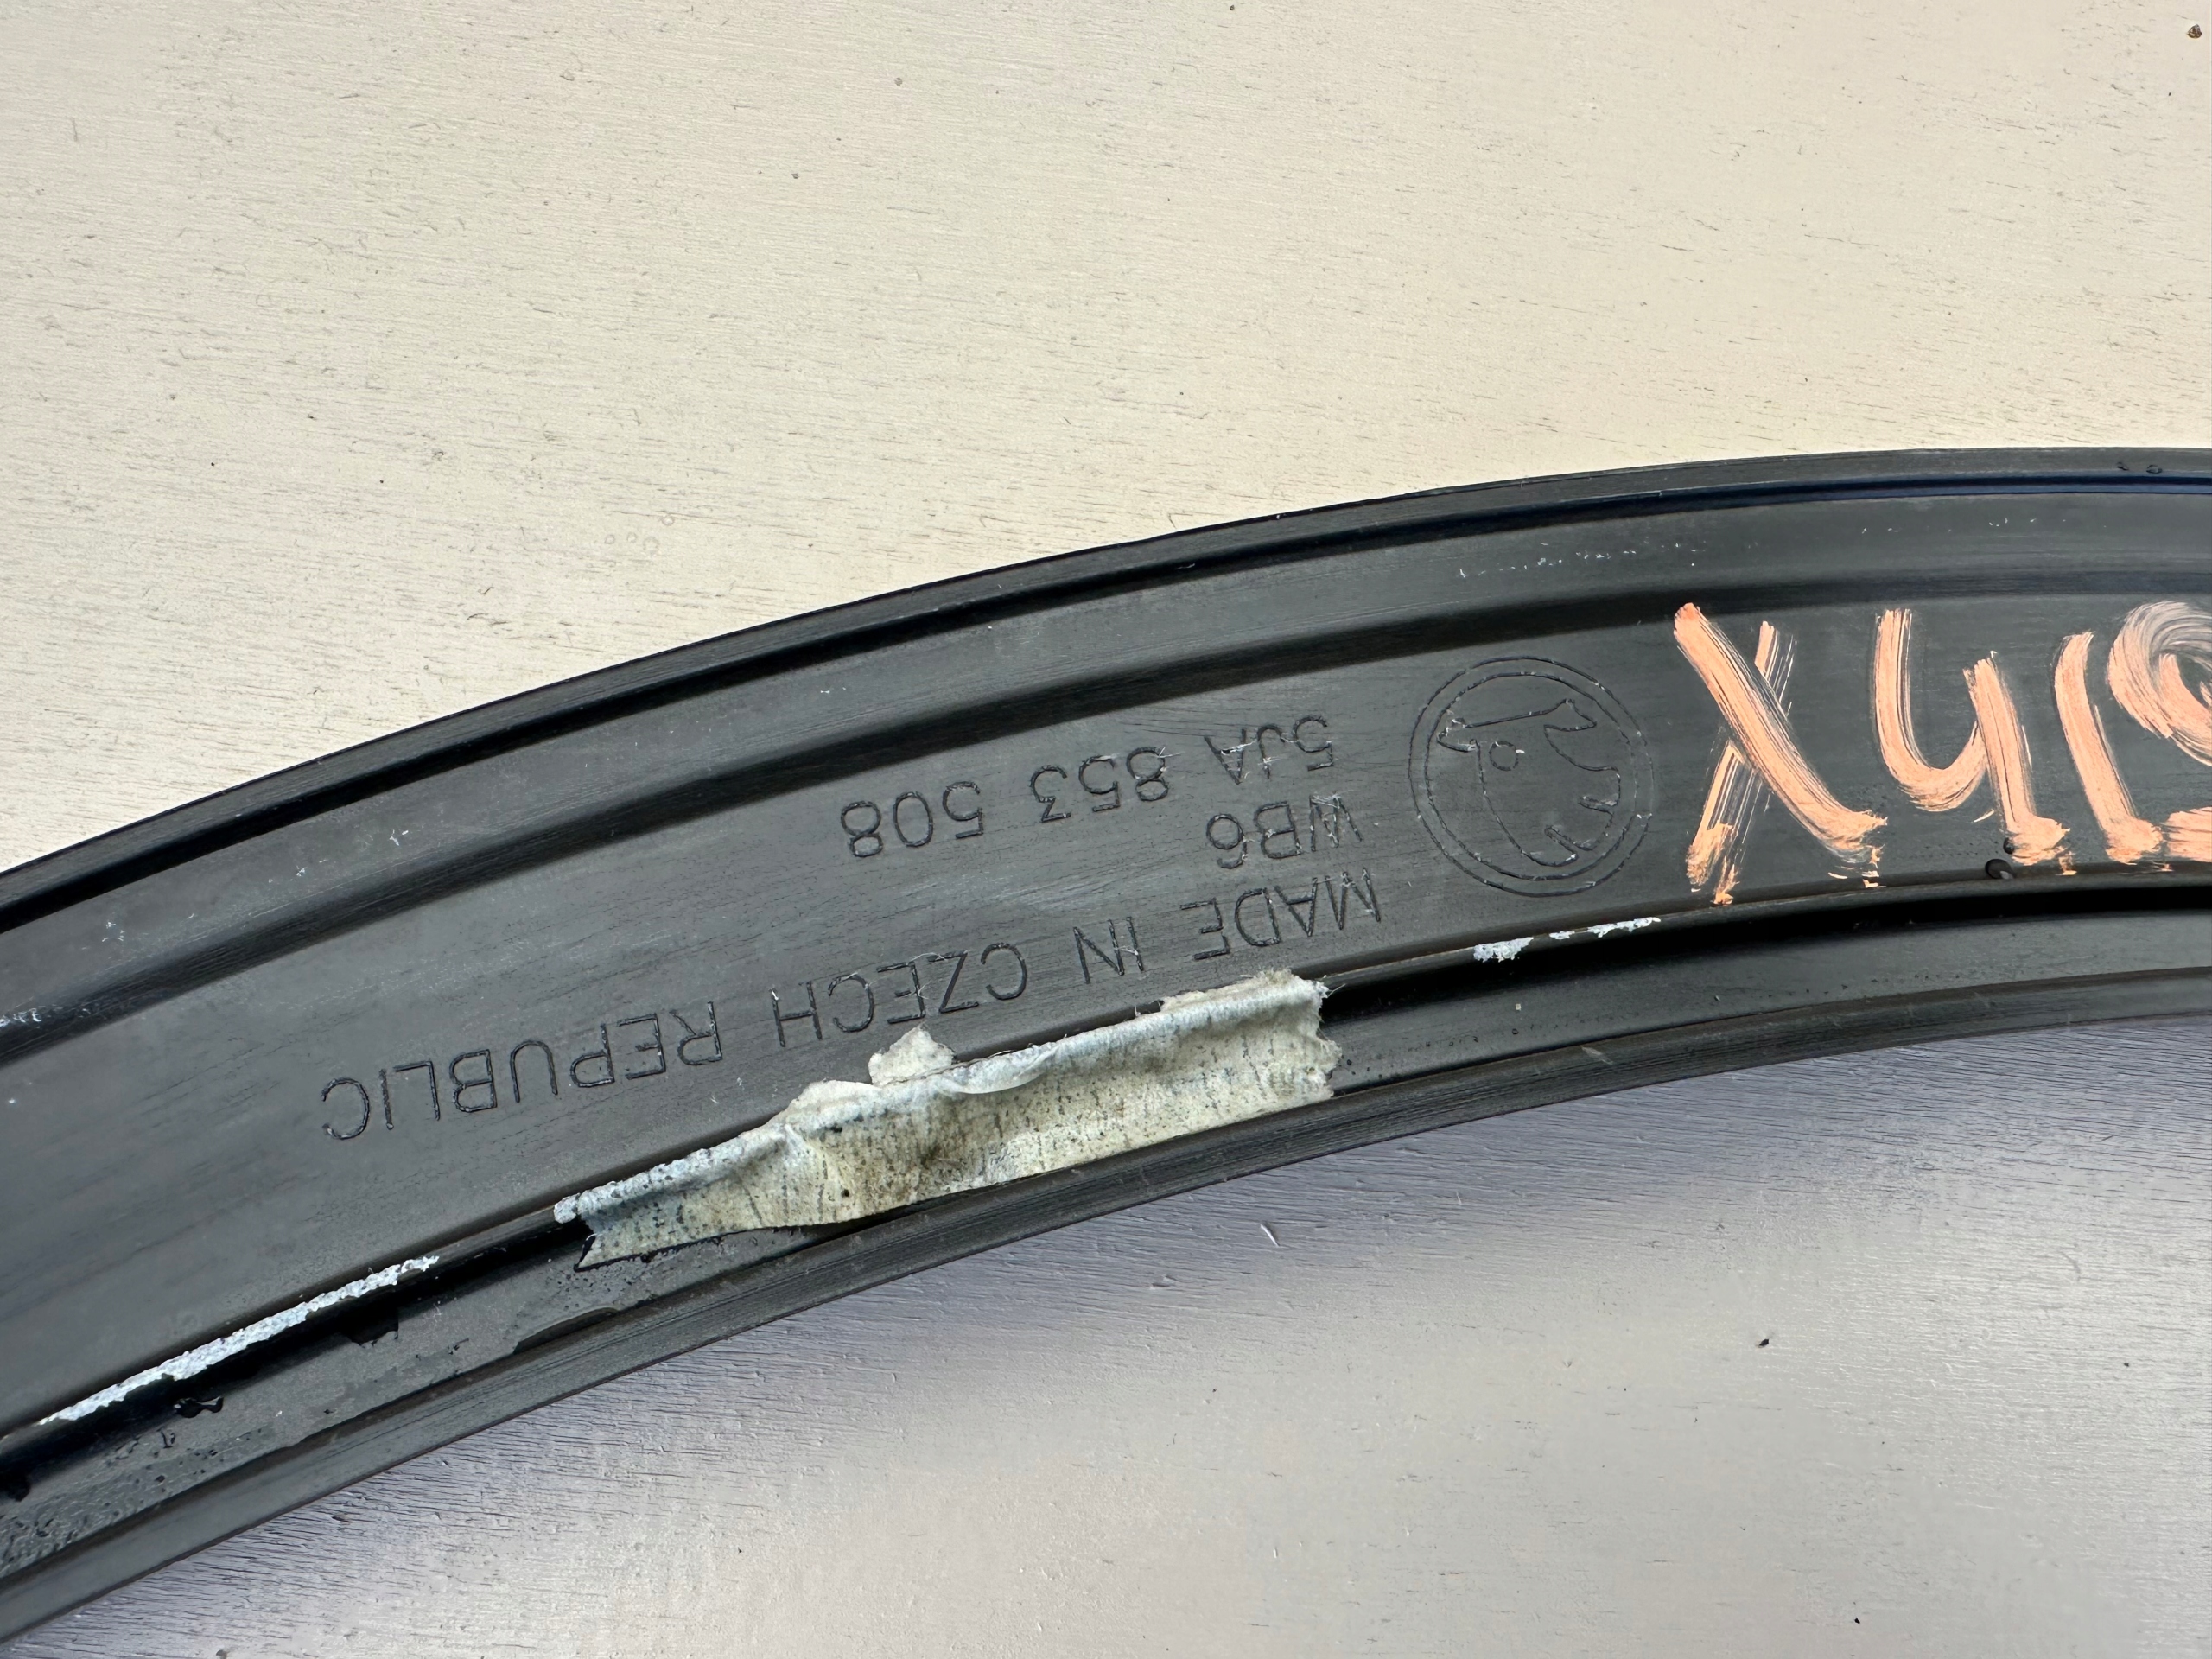 5JA 853 508
WB6
MADE IN CZECH REPUBLIC